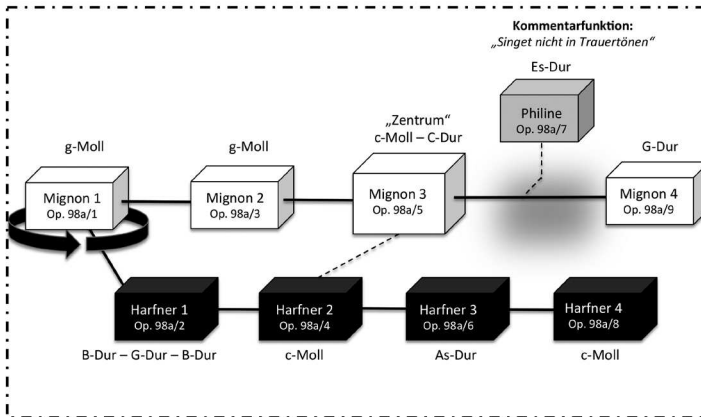 Kommentarfunktion:
„Singet nicht in Trauertönen“
Es-Dur
Philine
Op. 98a/7
„Zentrum“
c-Moll – C-Dur
g-Moll
g-Moll
G-Dur
Mignon 1
Op. 98a/1
Mignon 2
Op. 98a/3
Mignon 3
Op. 98a/5
Mignon 4
Op. 98a/9
Harfner 1
Op. 98a/2
Harfner 2
Op. 98a/4
Harfner 3
Op. 98a/6
Harfner 4
Op. 98a/8
B-Dur – G-Dur – B-Dur
c-Moll
As-Dur
c-Moll